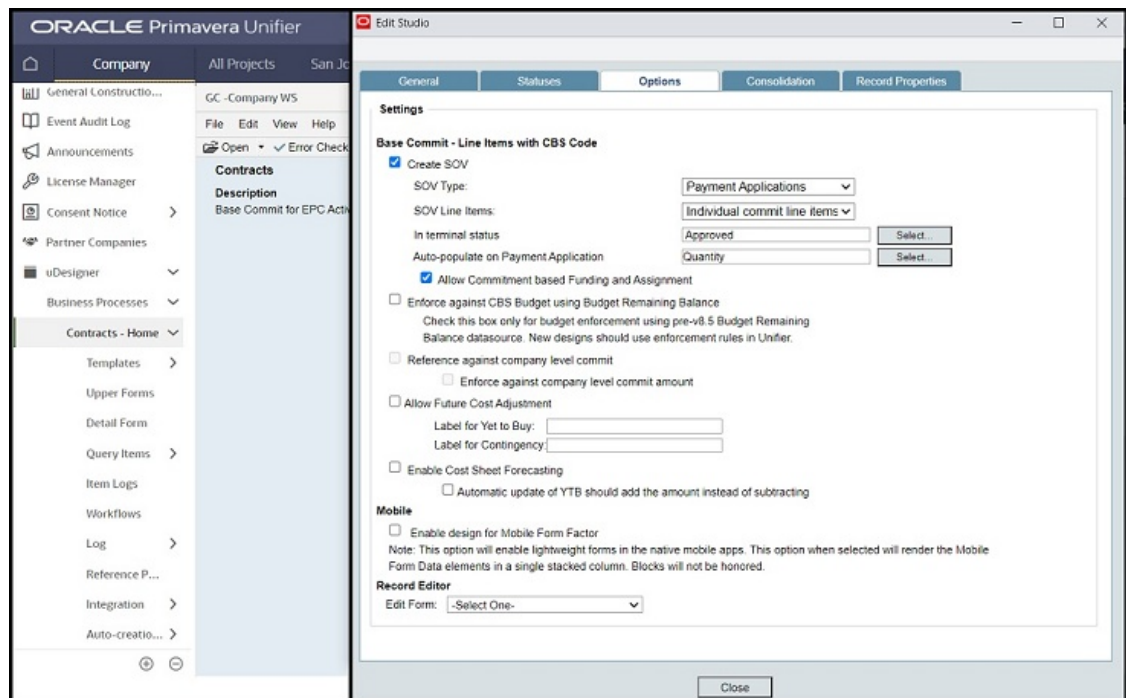 ORACLE Primavera Unifier
Company
All Projects
San Jo
General Constructio...
Event Audit Log
Announcements
License Manager
Consent Notice
Partner Companies
uDesigner
Business Processes
Contracts - Home
Templates
Upper Forms
Detail Form
Query Items
Item Logs
Workflows
Log
Reference P...
Integration
Auto-creatio...
GC -Company WS
File Edit View Help
Open Error Check
Contracts
Description
Base Commit for EPC Activ
Edit Studio
General Statuses Options Consolidation Record Properties
Settings
Base Commit - Line Items with CBS Code
Create SOV
SOV Type: Payment Applications
SOV Line Items: Individual commit line items
In terminal status Approved Select...
Auto-populate on Payment Application Quantity Select...
Allow Commitment based Funding and Assignment
Enforce against CBS Budget using Budget Remaining Balance
Check this box only for budget enforcement using pre-v8.5 Budget Remaining
Balance datasource. New designs should use enforcement rules in Unifier.
Reference against company level commit
Enforce against company level commit amount
Allow Future Cost Adjustment
Label for Yet to Buy:
Label for Contingency:
Enable Cost Sheet Forecasting
Automatic update of YTB should add the amount instead of subtracting
Mobile
Enable design for Mobile Form Factor
Note: This option will enable lightweight forms in the native mobile apps. This option when selected will render the Mobile
Form Data elements in a single stacked column. Blocks will not be honored.
Record Editor
Edit Form: -Select One-
Close